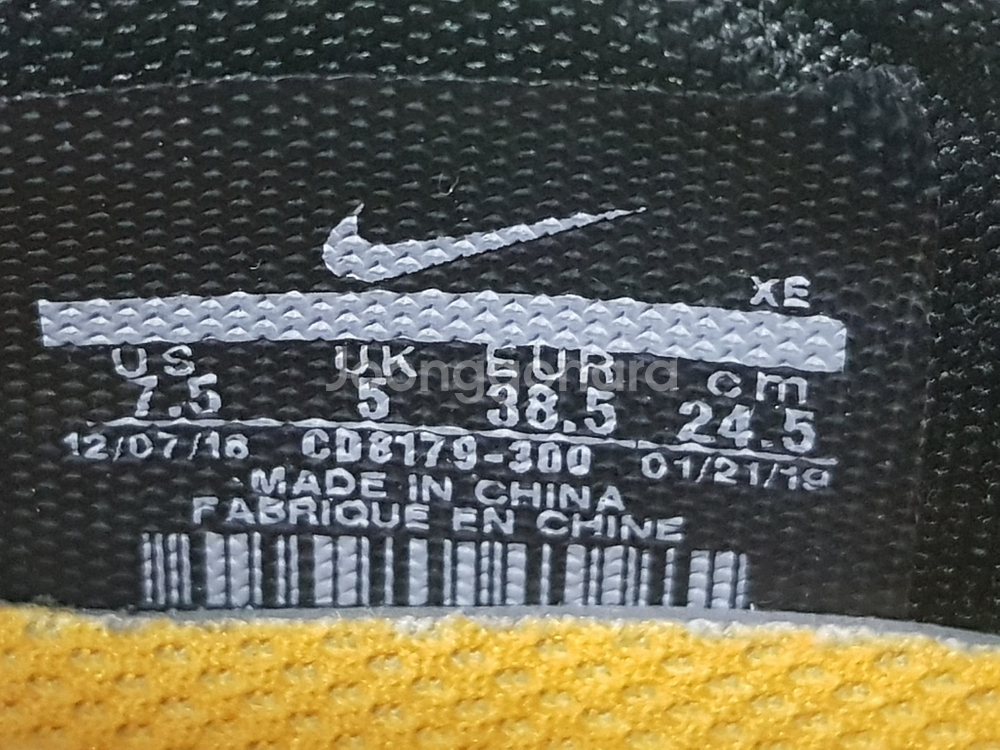 XE
US UK EUR cm
7.5 5 38.5 24.5
12/07/18 CD8179-300 01/21/19
MADE IN CHINA
FABRIQUE EN CHINE